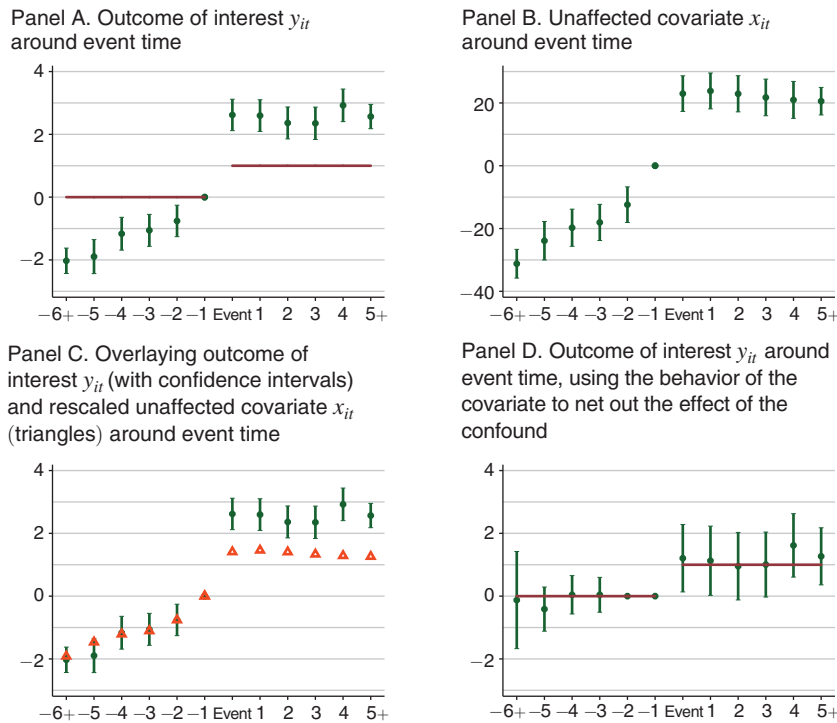 Panel A. Outcome of interest yit
around event time
4
2
0
−2
−6+ −5 −4 −3 −2 −1 Event 1 2 3 4 5+
Panel B. Unaffected covariate xit
around event time
20
0
−20
−40
−6+ −5 −4 −3 −2 −1 Event 1 2 3 4 5+
Panel C. Overlaying outcome of
interest yit (with confidence intervals)
and rescaled unaffected covariate xit
(triangles) around event time
4
2
0
−2
−6+ −5 −4 −3 −2 −1 Event 1 2 3 4 5+
Panel D. Outcome of interest yit around
event time, using the behavior of the
covariate to net out the effect of the
confound
4
2
0
−2
−6+ −5 −4 −3 −2 −1 Event 1 2 3 4 5+